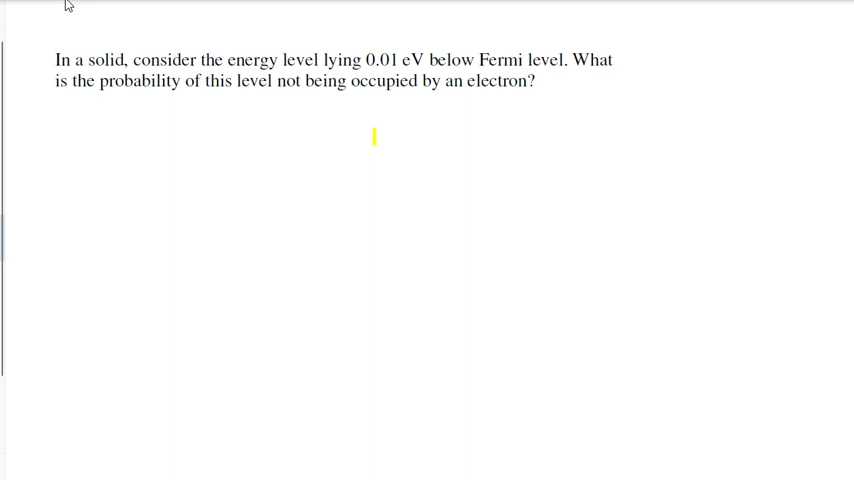 In a solid, consider the energy level lying 0.01 eV below Fermi level. What
is the probability of this level not being occupied by an electron?